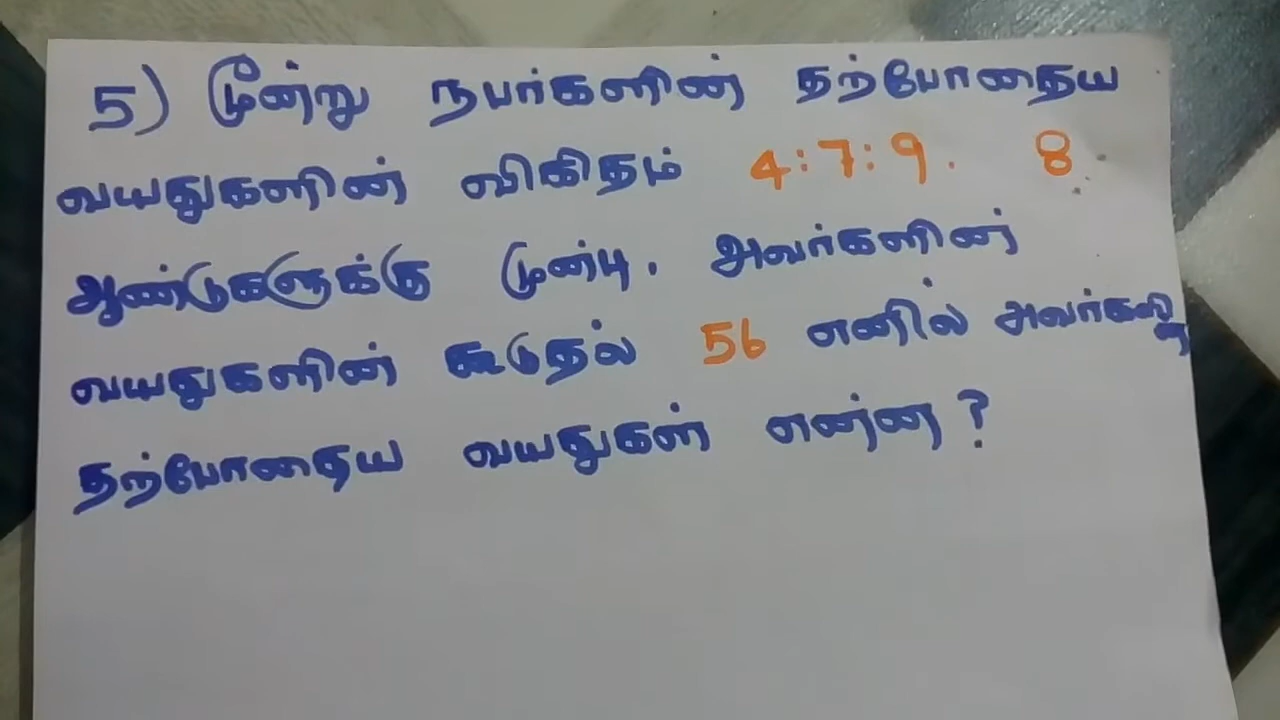 5) மூன்று நபர்களின் தற்போதைய
வயதுகளின் விகிதம் 4:7:9. 8
ஆண்டுகளுக்கு முன்பு. அவர்களின்
வயதுகளின் கூடுதல் 56 எனில் அவர்களி
தற்போதைய வயதுகள் என்ன?